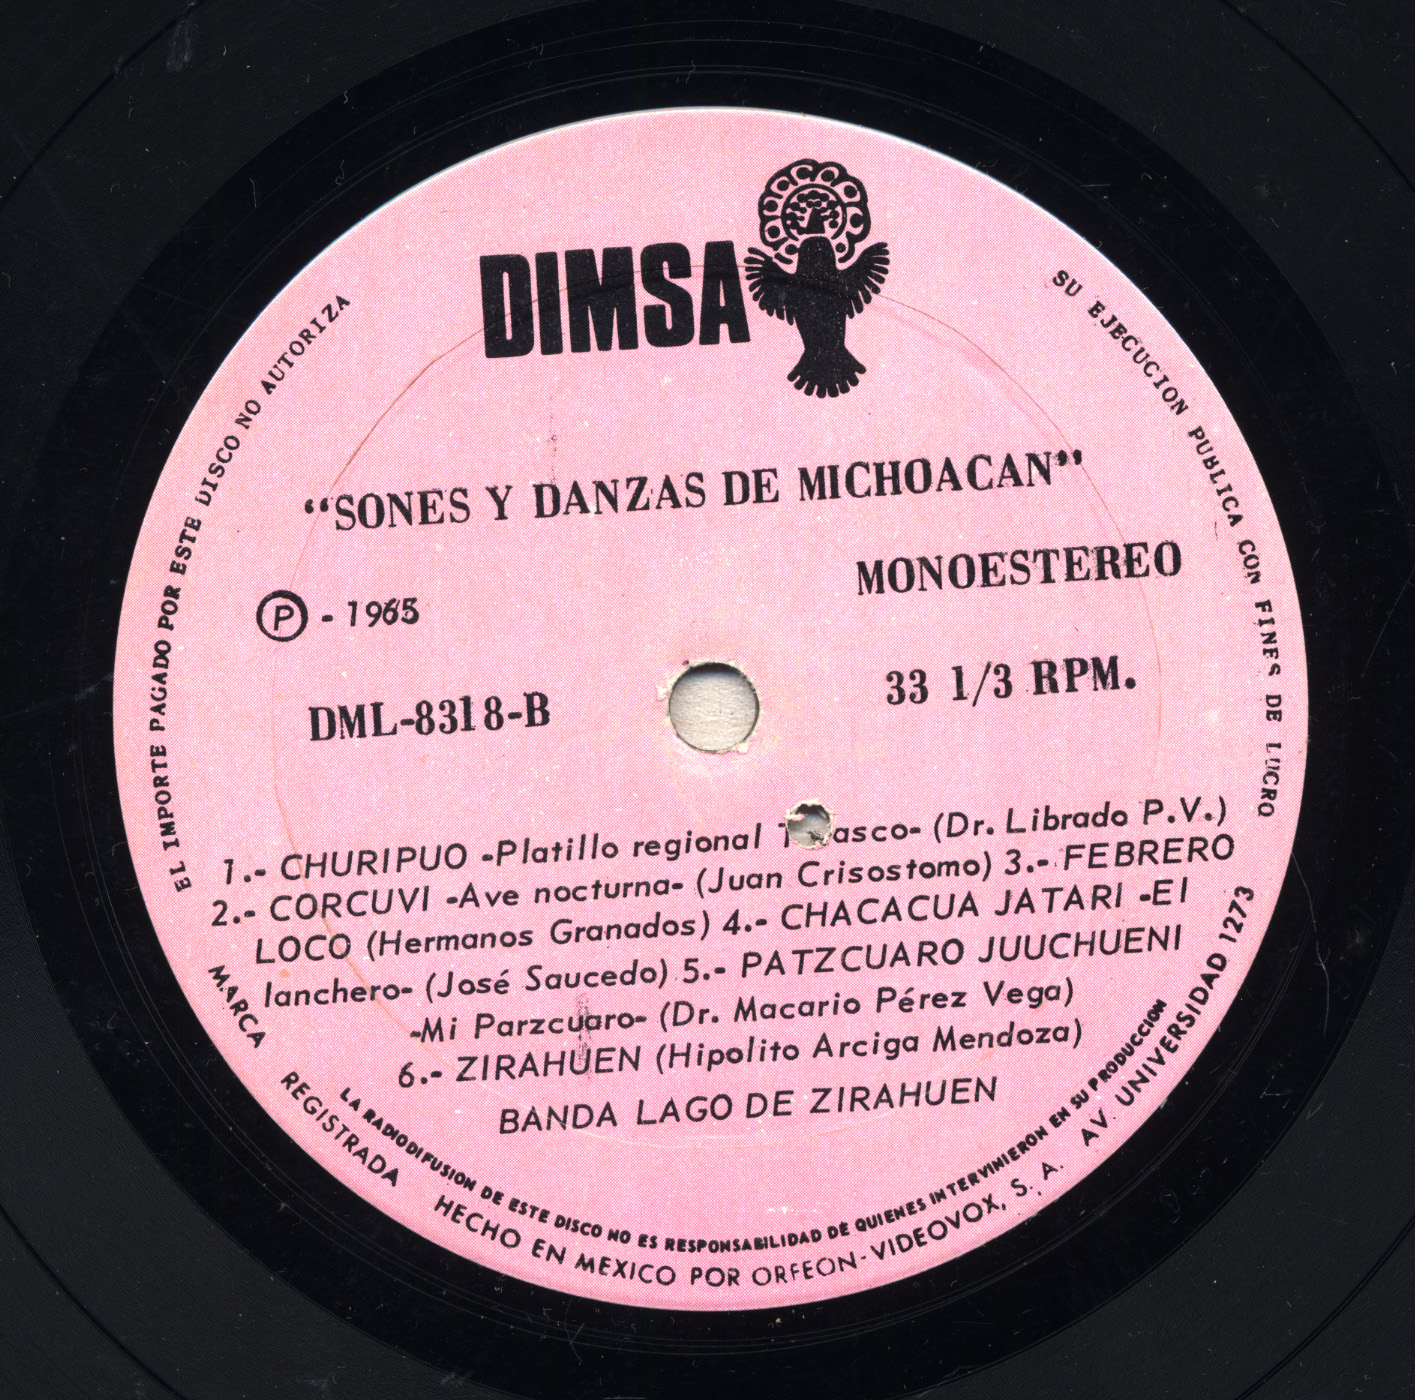 DIMSA
"SONES Y DANZAS DE MICHOACAN"
MONOESTEREO
Ⓟ - 1965
33 1/3 RPM.
DML-8318-B
1.- CHURIPUO -Platillo regional (Dr. Librado P.V.)
2.- CORCUVI -Ave nocturna- (Juan Crisostomo) 3.- FEBRERO
LOCO (Hermanos Granados) 4.- CHACACUA JATARI -El
lanchero- (José Saucedo) 5.- PATZCUARO JUUCHUENI
-Mi Parzcuaro- (Dr. Macario Pérez Vega)
6.- ZIRAHUEN (Hipolito Arciga Mendoza)
BANDA LAGO DE ZIRAHUEN
EL IMPORTE PAGADO POR ESTE DISCO NO AUTORIZA
SU EJECUCION PUBLICA CON FINES DE LUCRO
LA RADIODIFUSION DE ESTE DISCO NO ES RESPONSABILIDAD DE QUIENES INTERVINIERON EN SU PRODUCCION
MARCA REGISTRADA HECHO EN MEXICO POR ORFEON-VIDEOVOX, S. A. AV. UNIVERSIDAD 1273